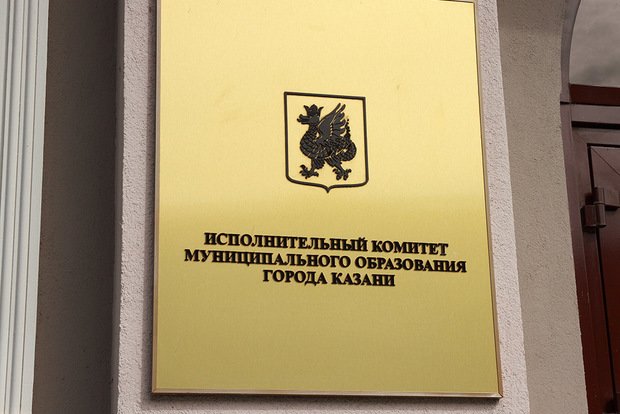 ИСПОЛНИТЕЛЬНЫЙ КОМИТЕТ
МУНИЦИПАЛЬНОГО ОБРАЗОВАНИЯ
ГОРОДА КАЗАНИ